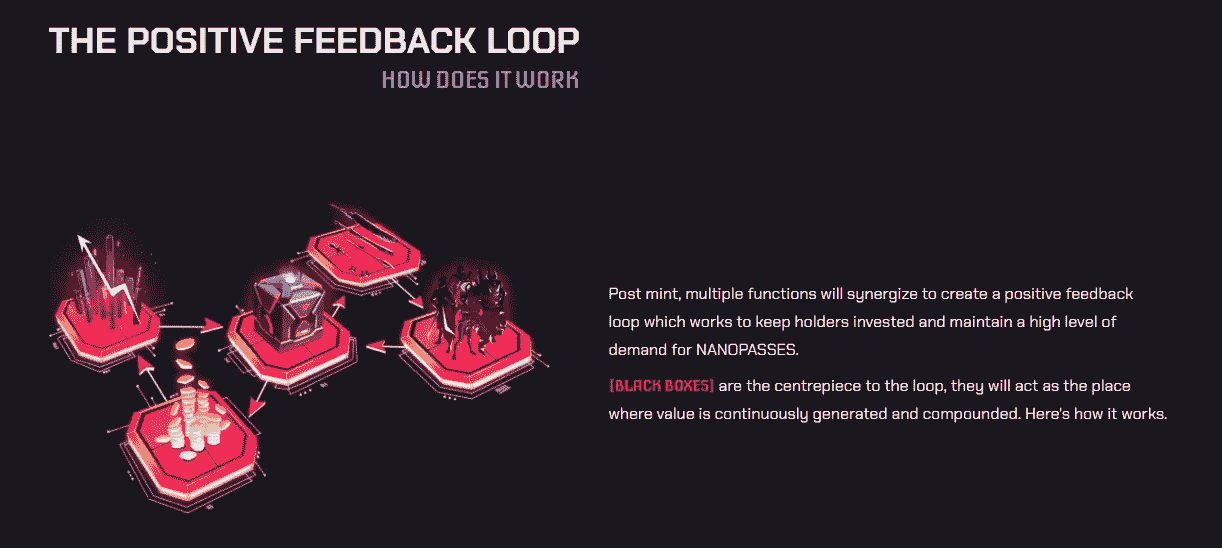 THE POSITIVE FEEDBACK LOOP
HOW DOES IT WORK
Post mint, multiple functions will synergize to create a positive feedback
loop which works to keep holders invested and maintain a high level of
demand for NANOPASSES.
[BLACK BOXES] are the centrepiece to the loop, they will act as the place
where value is continuously generated and compounded. Here's how it works.